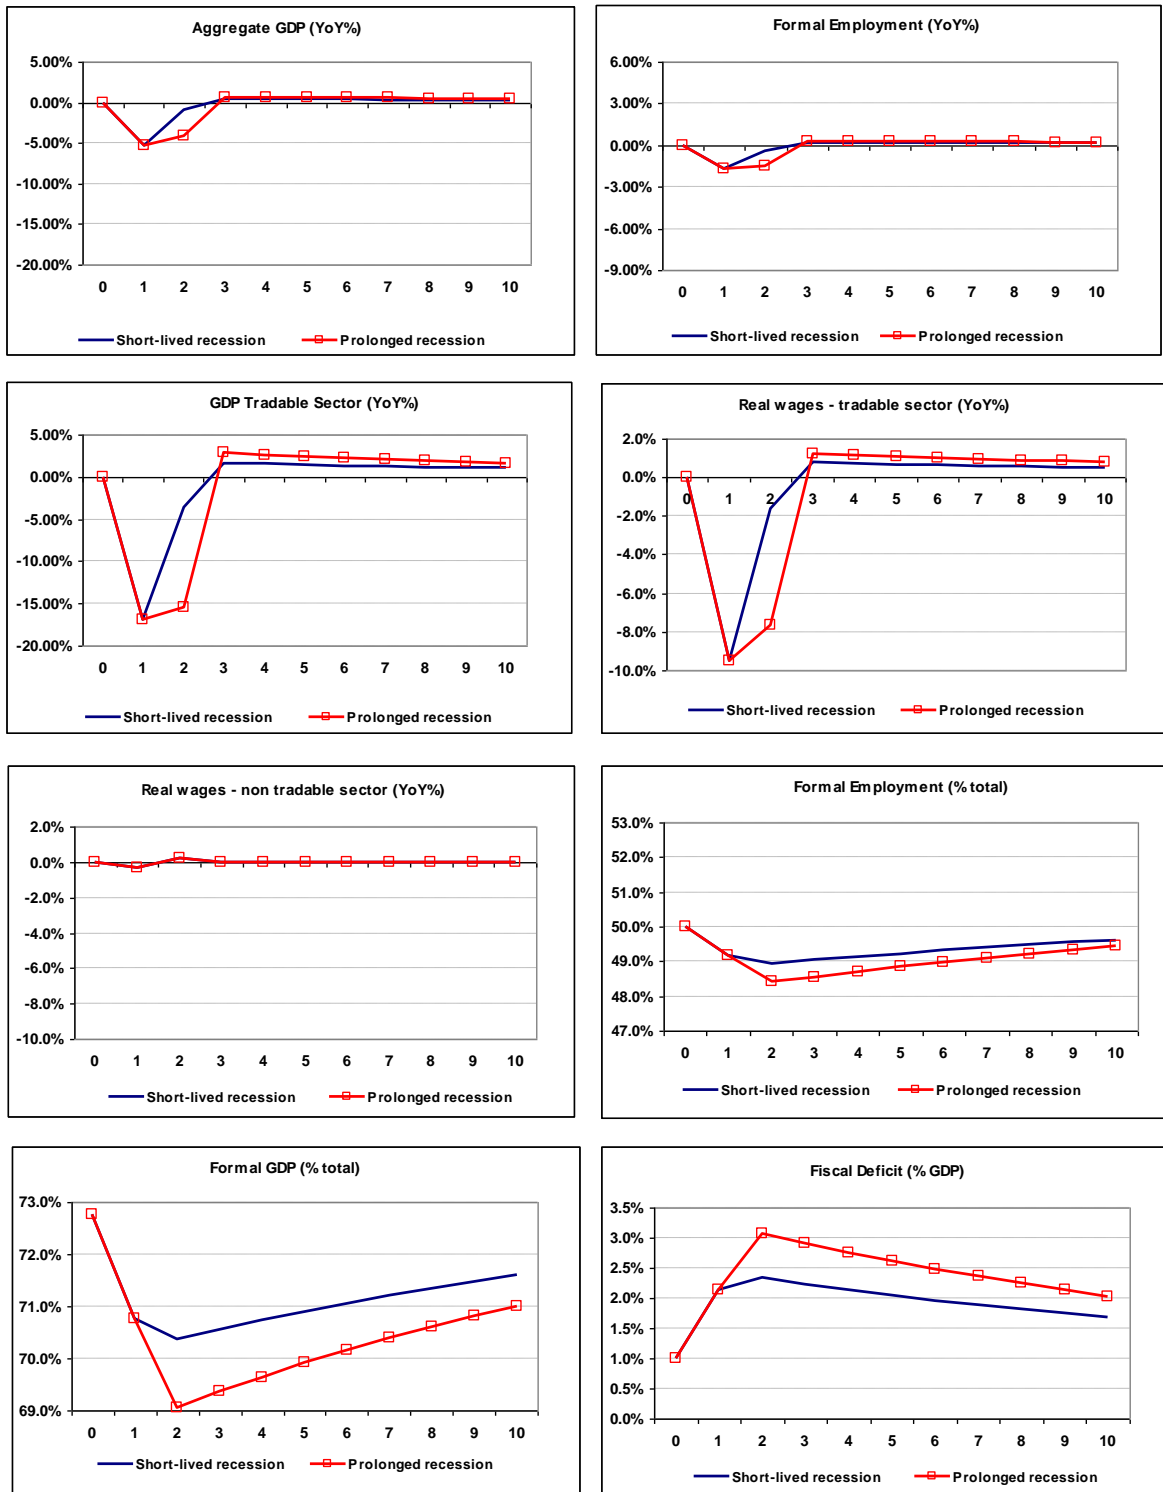 Aggregate GDP (YoY%)
5.00%
0.00%
-5.00%
-10.00%
-15.00%
-20.00%
0 1 2 3 4 5 6 7 8 9 10
Short-lived recession Prolonged recession
Formal Employment (YoY%)
6.00%
3.00%
0.00%
-3.00%
-6.00%
-9.00%
0 1 2 3 4 5 6 7 8 9 10
Short-lived recession Prolonged recession
GDP Tradable Sector (YoY%)
5.00%
0.00%
-5.00%
-10.00%
-15.00%
-20.00%
0 1 2 3 4 5 6 7 8 9 10
Short-lived recession Prolonged recession
Real wages - tradable sector (YoY%)
2.0%
0.0%
-2.0%
-4.0%
-6.0%
-8.0%
-10.0%
0 1 2 3 4 5 6 7 8 9 10
Short-lived recession Prolonged recession
Real wages - non tradable sector (YoY%)
2.0%
0.0%
-2.0%
-4.0%
-6.0%
-8.0%
-10.0%
0 1 2 3 4 5 6 7 8 9 10
Short-lived recession Prolonged recession
Formal Employment (% total)
53.0%
52.0%
51.0%
50.0%
49.0%
48.0%
47.0%
0 1 2 3 4 5 6 7 8 9 10
Short-lived recession Prolonged recession
Formal GDP (% total)
73.0%
72.0%
71.0%
70.0%
69.0%
0 1 2 3 4 5 6 7 8 9 10
Short-lived recession Prolonged recession
Fiscal Deficit (% GDP)
3.5%
3.0%
2.5%
2.0%
1.5%
1.0%
0.5%
0.0%
0 1 2 3 4 5 6 7 8 9 10
Short-lived recession Prolonged recession